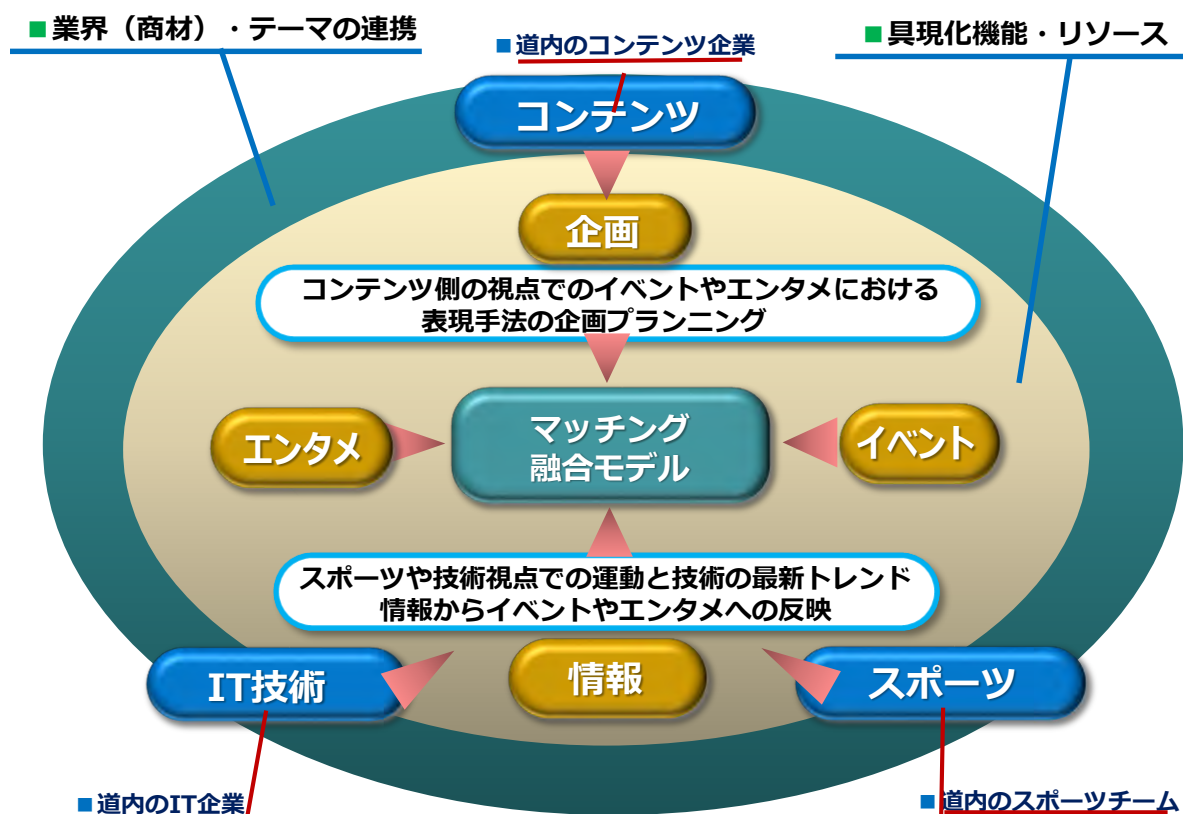 ■業界（商材）・テーマの連携
■道内のコンテンツ企業
■具現化機能・リソース
コンテンツ
企画
コンテンツ側の視点でのイベントやエンタメにおける
表現手法の企画プランニング
エンタメ
マッチング
融合モデル
イベント
スポーツや技術視点での運動と技術の最新トレンド
情報からイベントやエンタメへの反映
IT技術
情報
スポーツ
■道内のIT企業
■道内のスポーツチーム